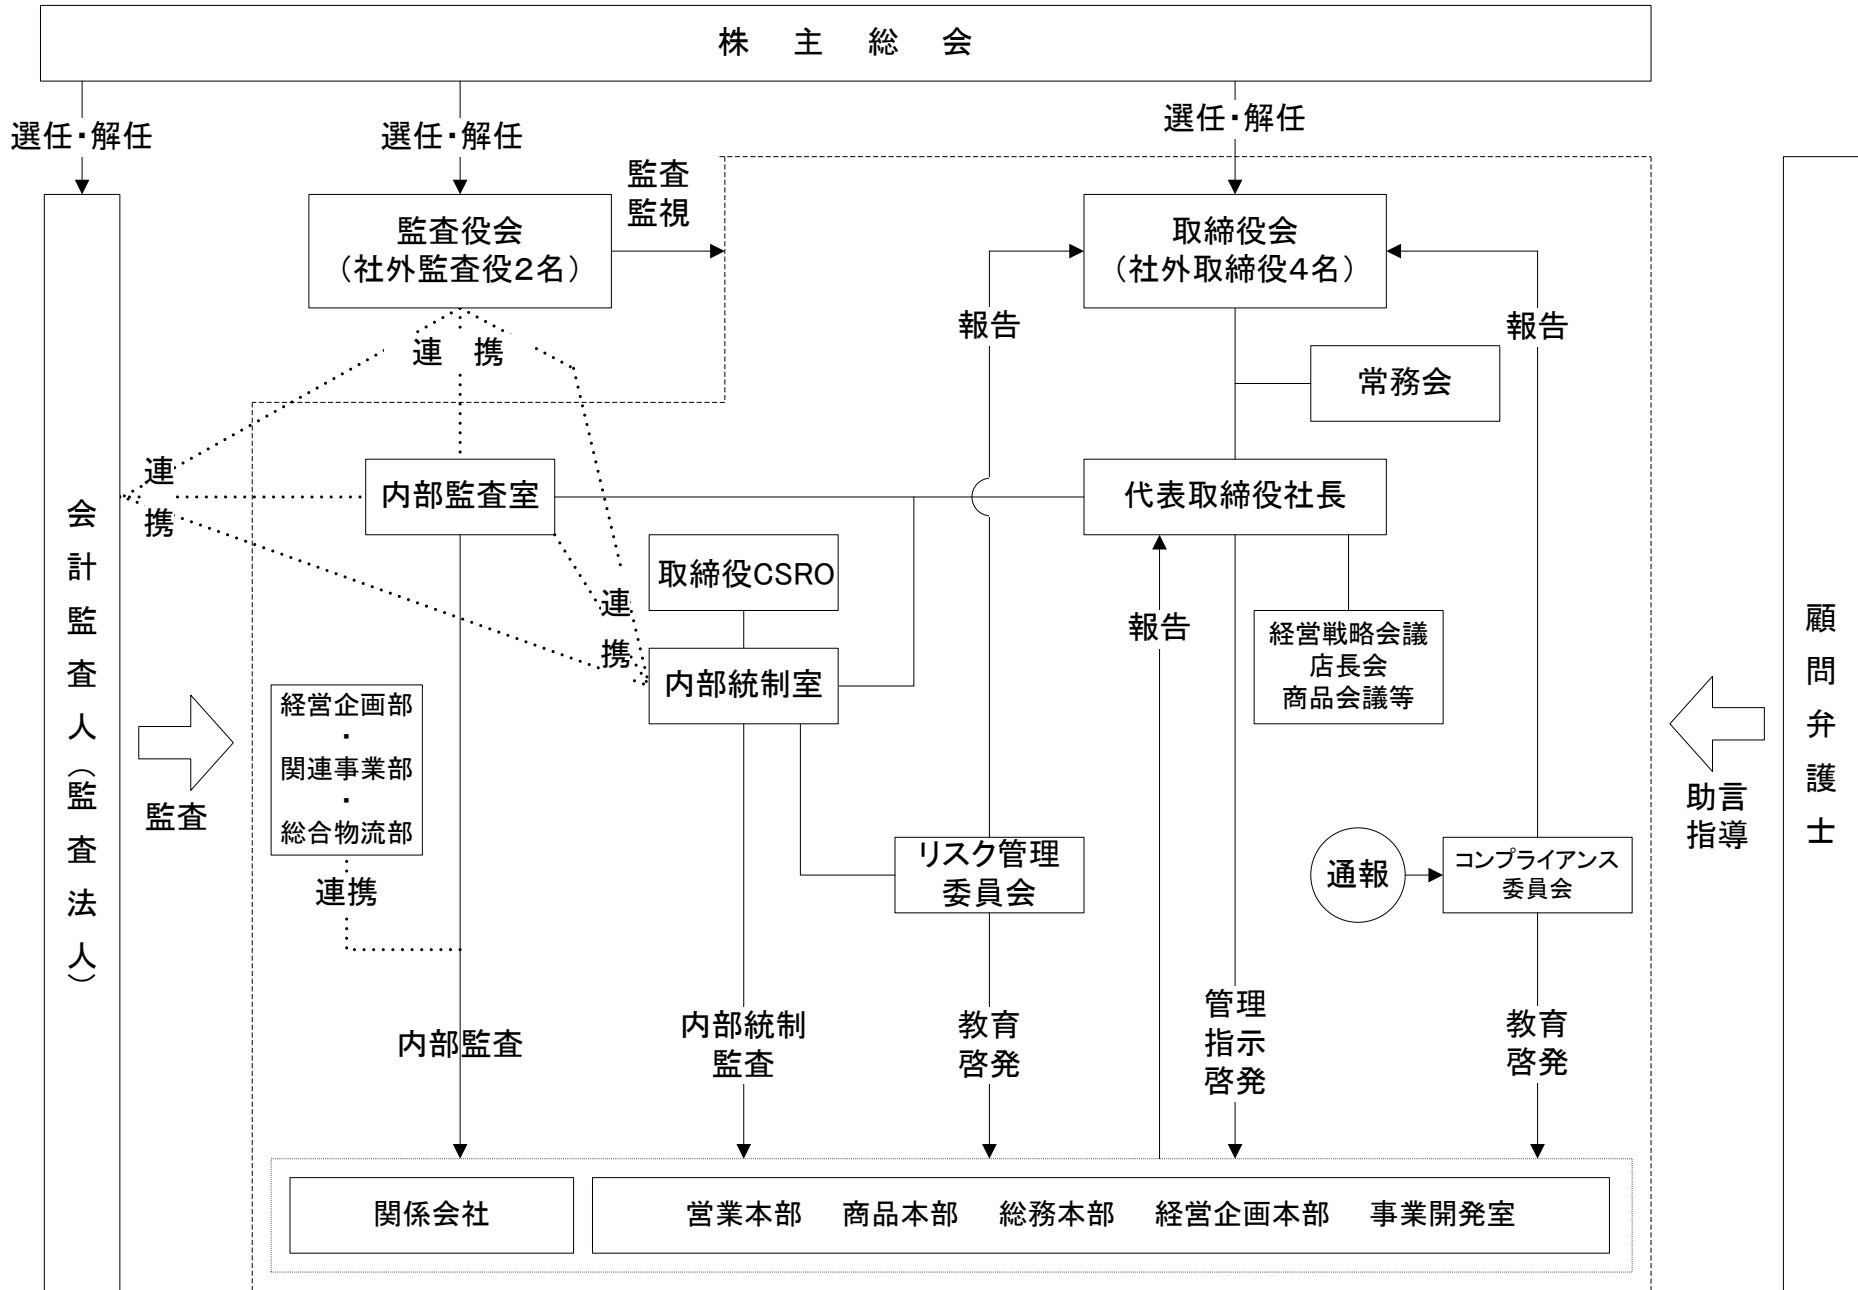 株 主 総 会
選任・解任
選任・解任
選任・解任
監査
監視
監査役会
（社外監査役２名）
取締役会
（社外取締役４名）
連 携
報告
報告
常務会
連
携
内部監査室
代表取締役社長
取締役CSRO
連
携
内部統制室
報告
経営戦略会議
店長会
商品会議等
会計監査人（監査法人）
監査
経営企画部
・
関連事業部
・
総合物流部
連携
リスク管理
委員会
通報
コンプライアンス
委員会
助言
指導
顧問弁護士
内部監査
内部統制
監査
教育
啓発
管理
指示
啓発
教育
啓発
関係会社
営業本部 商品本部 総務本部 経営企画本部 事業開発室